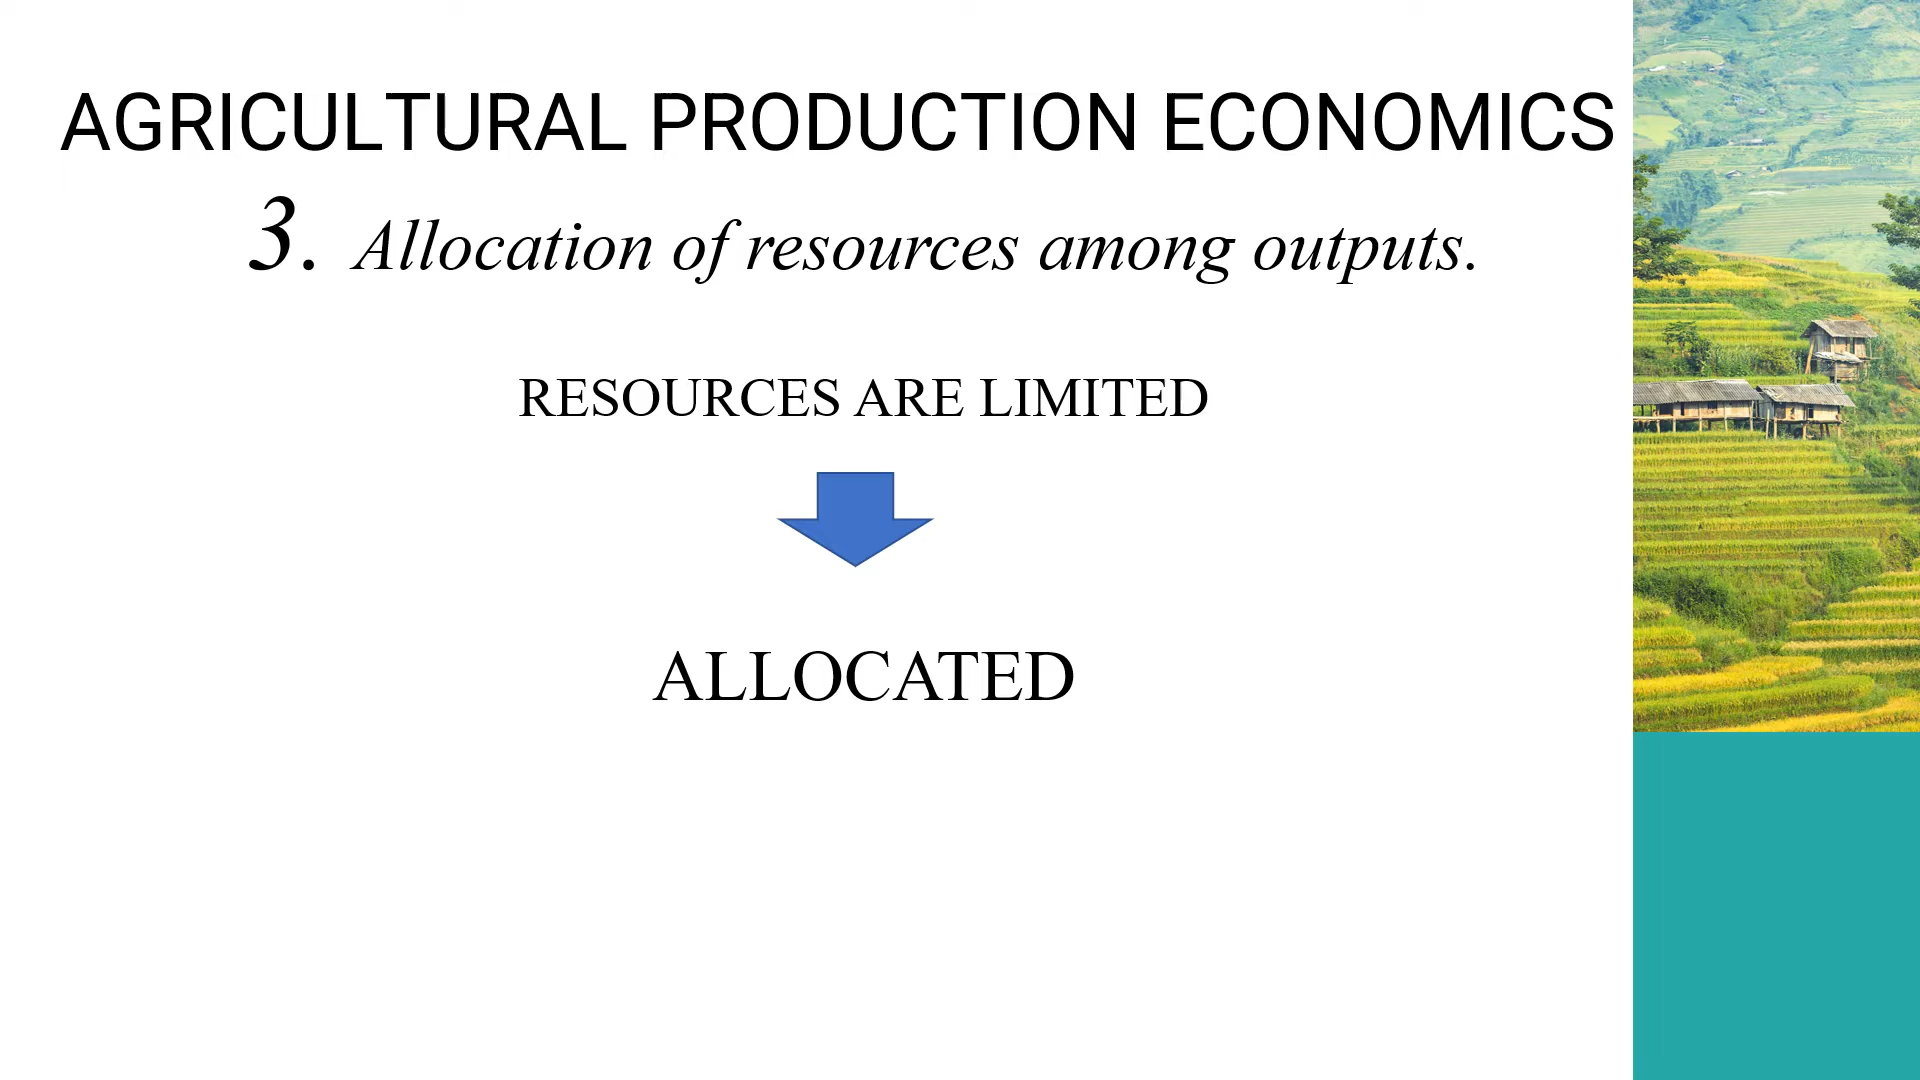 AGRICULTURAL PRODUCTION ECONOMICS
3. Allocation of resources among outputs.
RESOURCES ARE LIMITED
ALLOCATED